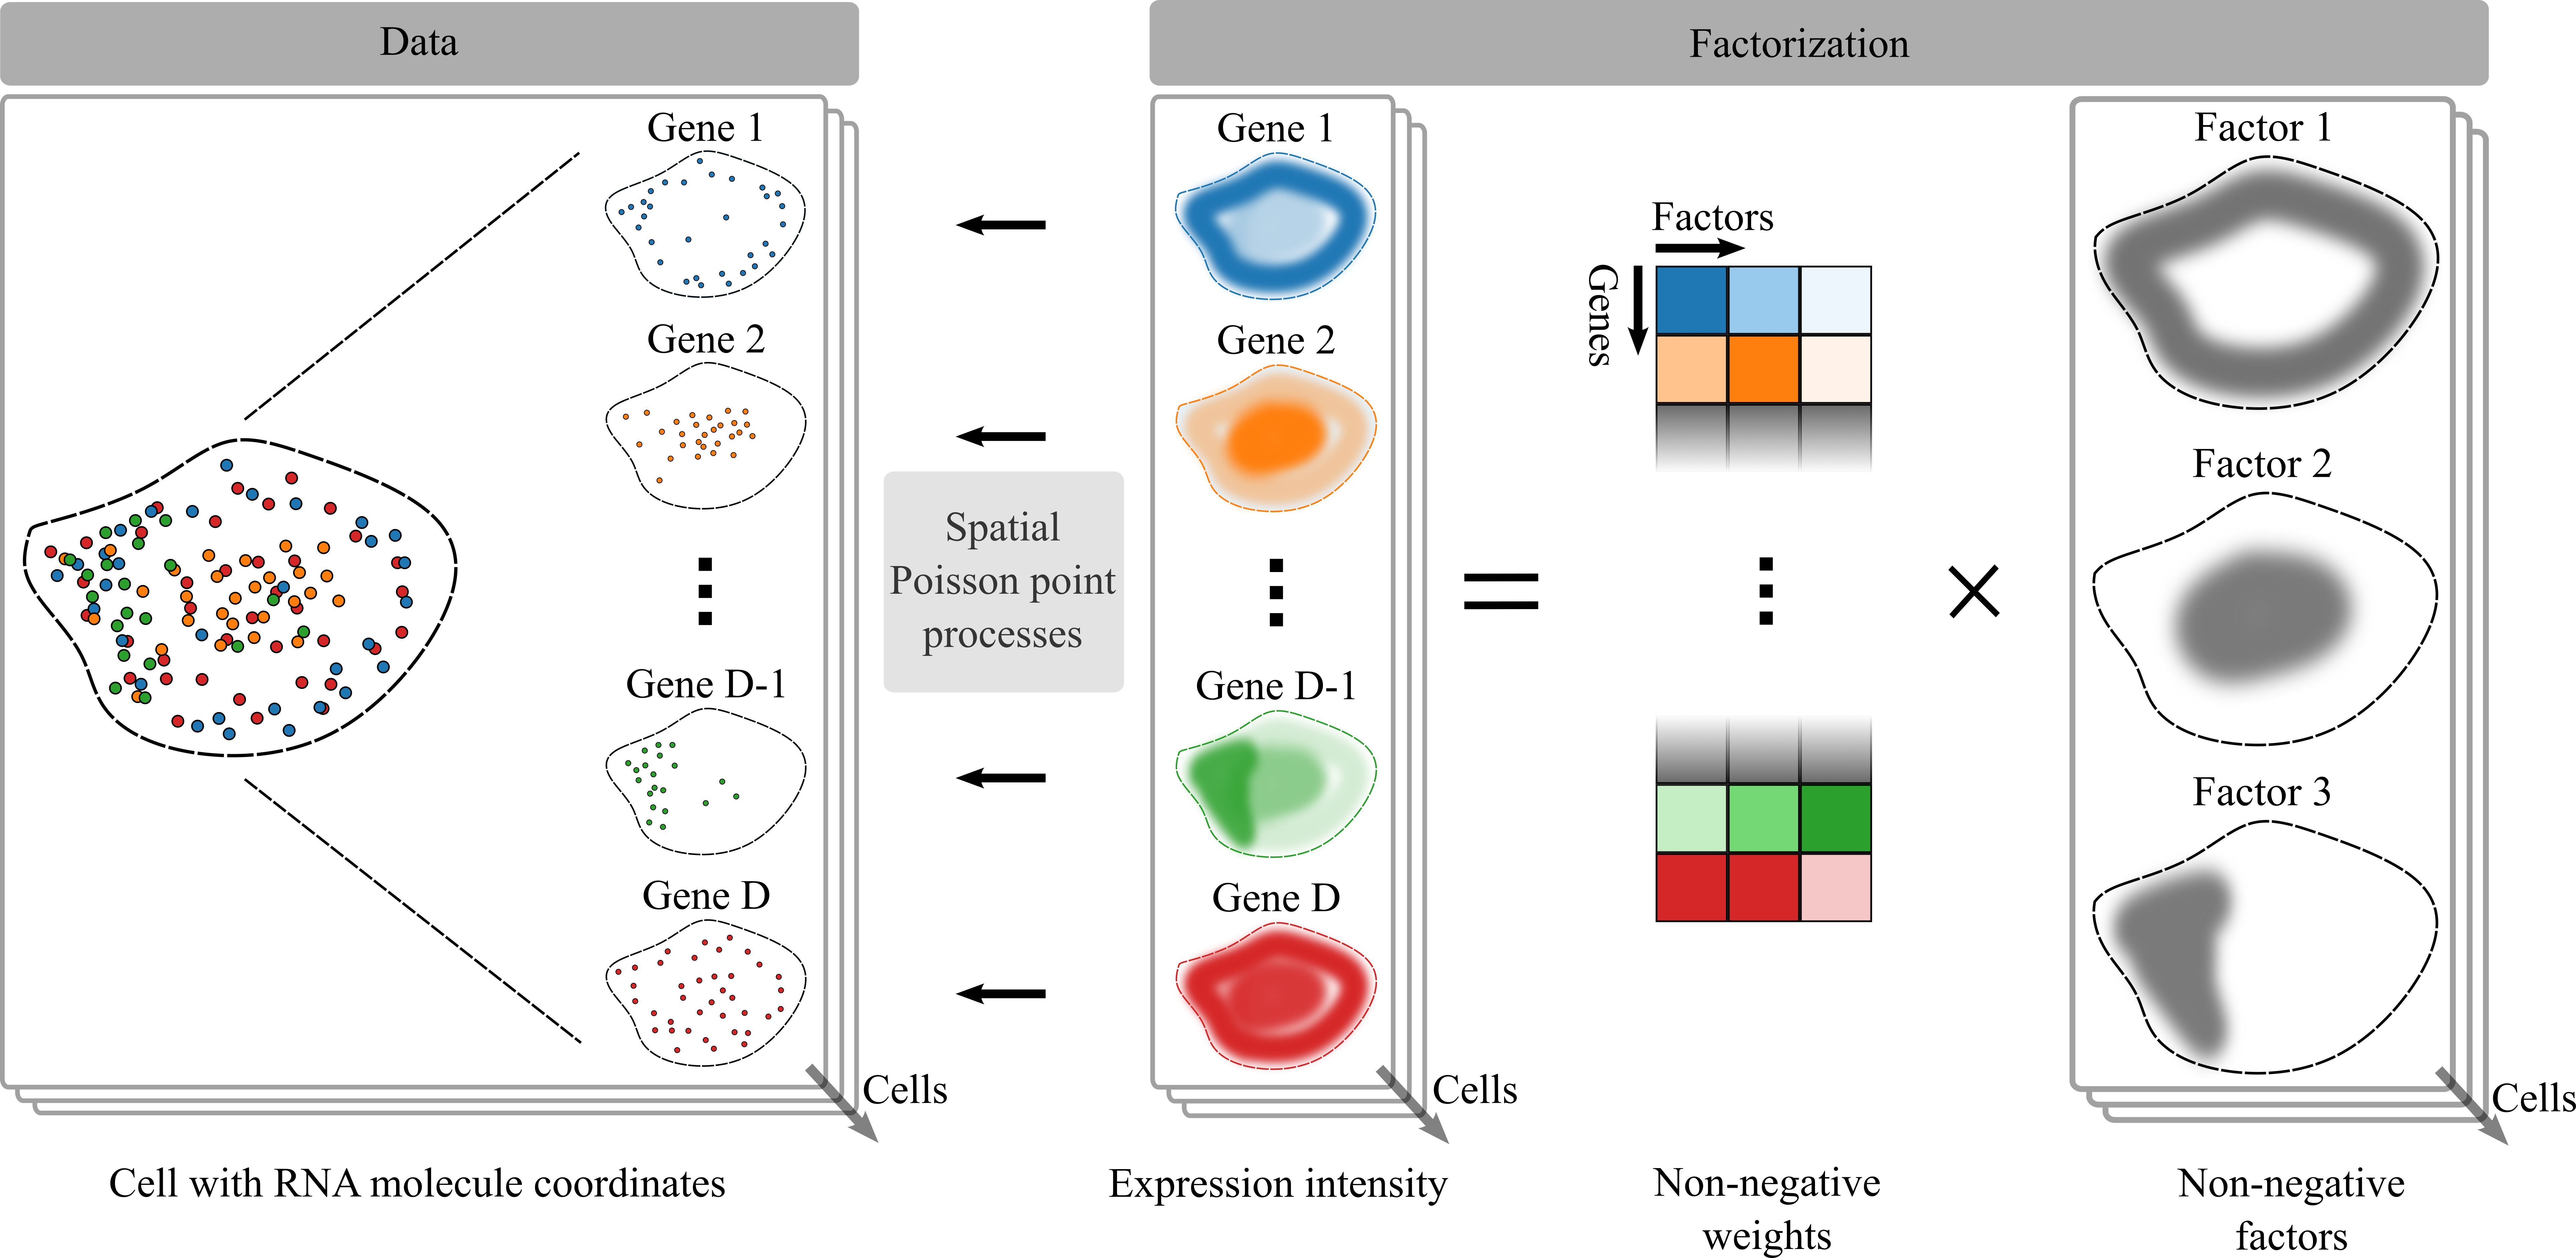 Data
Factorization
Gene 1
Gene 2
Gene D-1
Gene D
Cells
Cell with RNA molecule coordinates
Spatial
Poisson point
processes
Gene 1
Gene 2
Gene D-1
Gene D
Cells
Expression intensity
Factors
Genes
Non-negative
weights
Factor 1
Factor 2
Factor 3
Cells
Non-negative
factors